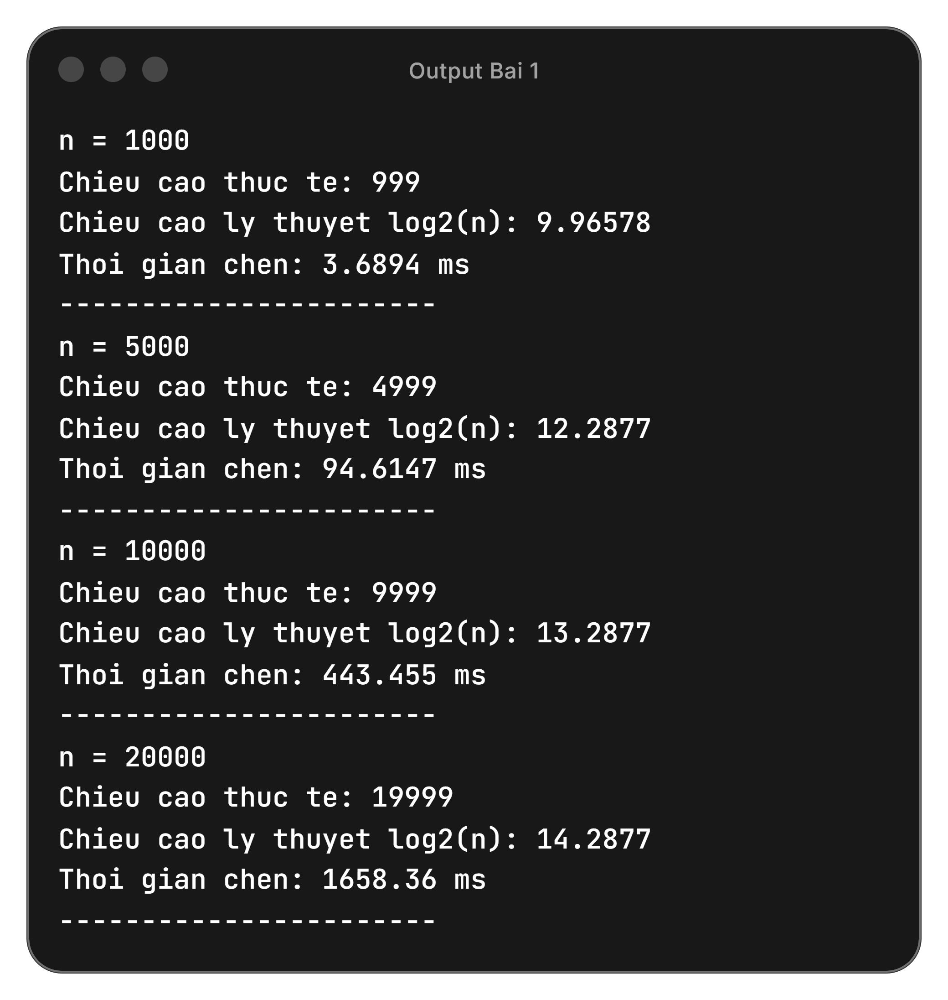 Output Bai 1
n = 1000
Chieu cao thuc te: 999
Chieu cao ly thuyet log2(n): 9.96578
Thoi gian chen: 3.6894 ms
-----------------------
n = 5000
Chieu cao thuc te: 4999
Chieu cao ly thuyet log2(n): 12.2877
Thoi gian chen: 94.6147 ms
-----------------------
n = 10000
Chieu cao thuc te: 9999
Chieu cao ly thuyet log2(n): 13.2877
Thoi gian chen: 443.455 ms
-----------------------
n = 20000
Chieu cao thuc te: 19999
Chieu cao ly thuyet log2(n): 14.2877
Thoi gian chen: 1658.36 ms
-----------------------